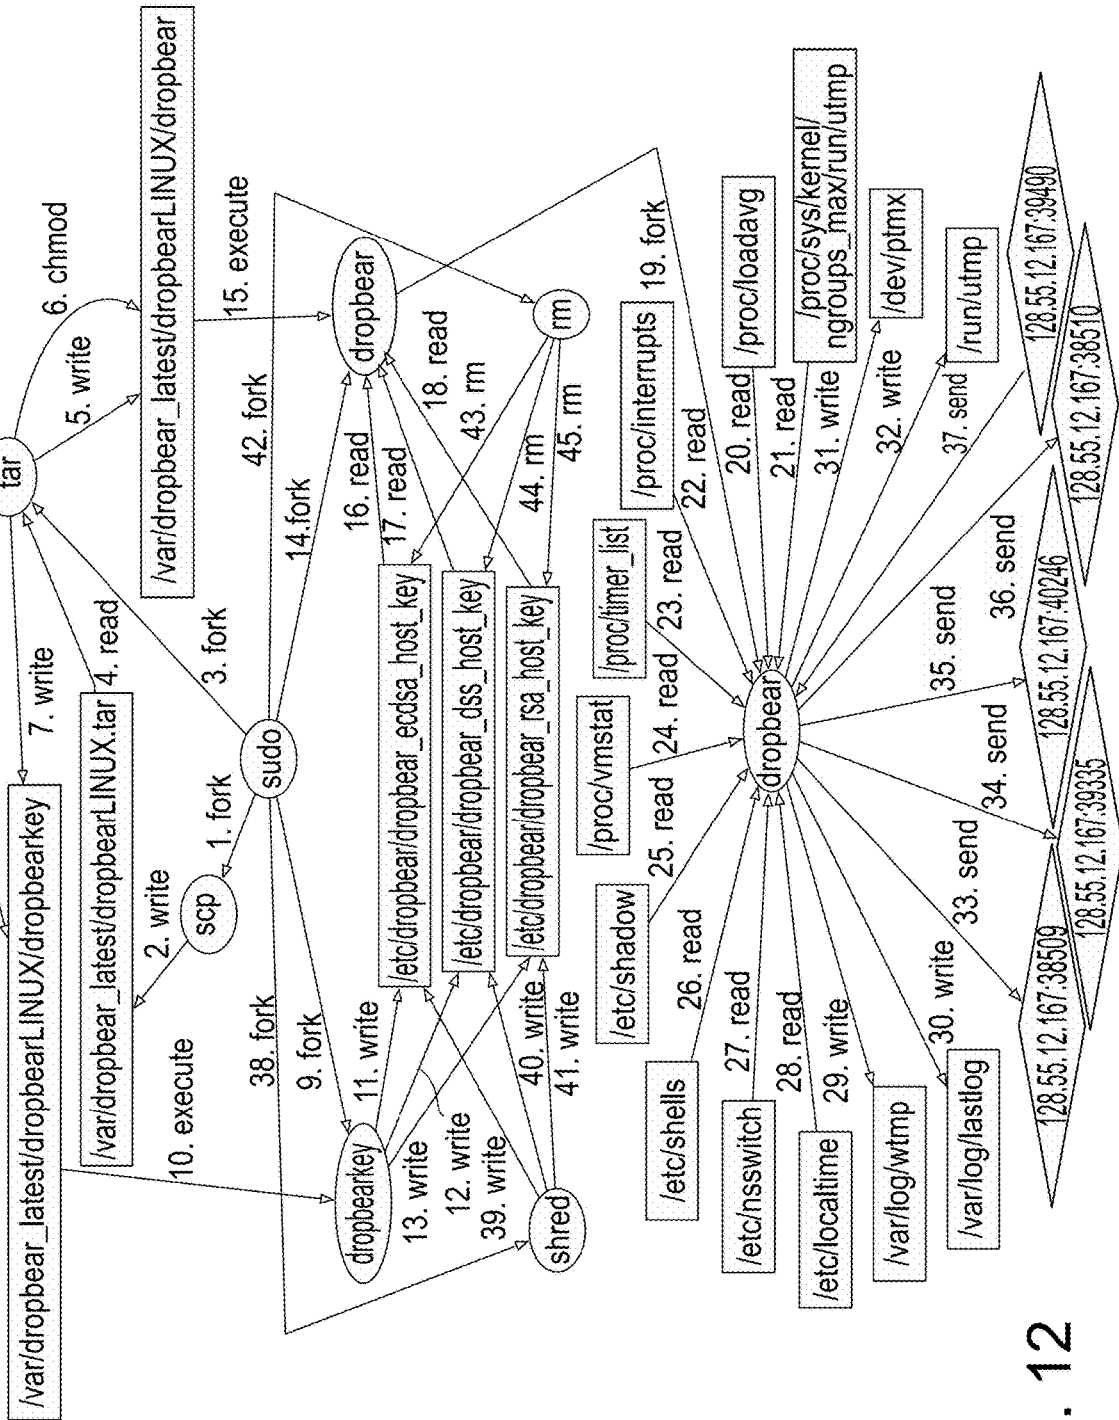 tar
6. chmod
5. write
/var/dropbear_latest/dropbearLINUX/dropbear
7. write
/var/dropbear_latest/dropbearLINUX/dropbearkey
4. read
/var/dropbear_latest/dropbearLINUX.tar
3. fork
15. execute
42. fork
14.fork
sudo
1. fork
scp
2. write
10. execute
38. fork
9. fork
dropbear
16. read
17. read
18. read
43. rm
44. rm
45. rm
rm
/etc/dropbear/dropbear_ecdsa_host_key
/etc/dropbear/dropbear_dss_host_key
/etc/dropbear/dropbear_rsa_host_key
dropbearkey
11. write
13. write
12. write
39. write
40. write
41. write
shred
19. fork
/proc/interrupts
22. read
/proc/loadavg
20. read
/proc/sys/kernel/
ngroups_max/run/utmp
21. read
/dev/ptmx
31. write
/run/utmp
32. write
37. send
/proc/timer_list
23. read
/proc/vmstat
24. read
/etc/shadow
25. read
dropbear
/etc/shells
26. read
/etc/nsswitch
27. read
/etc/localtime
28. read
/var/log/wtmp
29. write
/var/log/lastlog
30. write
33. send
34. send
35. send
36. send
128.55.12.167:39490
128.55.12.167:38510
128.55.12.167:40246
128.55.12.167:39335
128.55.12.167:38509
. 12